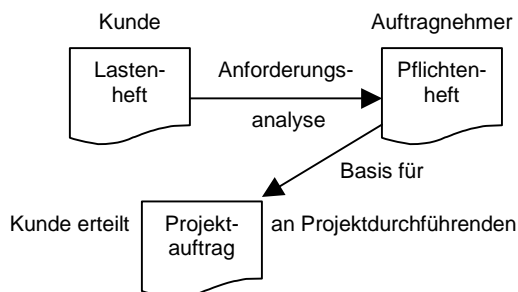 Kunde
Auftragnehmer
Lasten-
heft
Anforderungs-
analyse
Pflichten-
heft
Basis für
Kunde erteilt
Projekt-
auftrag
an Projektdurchführenden